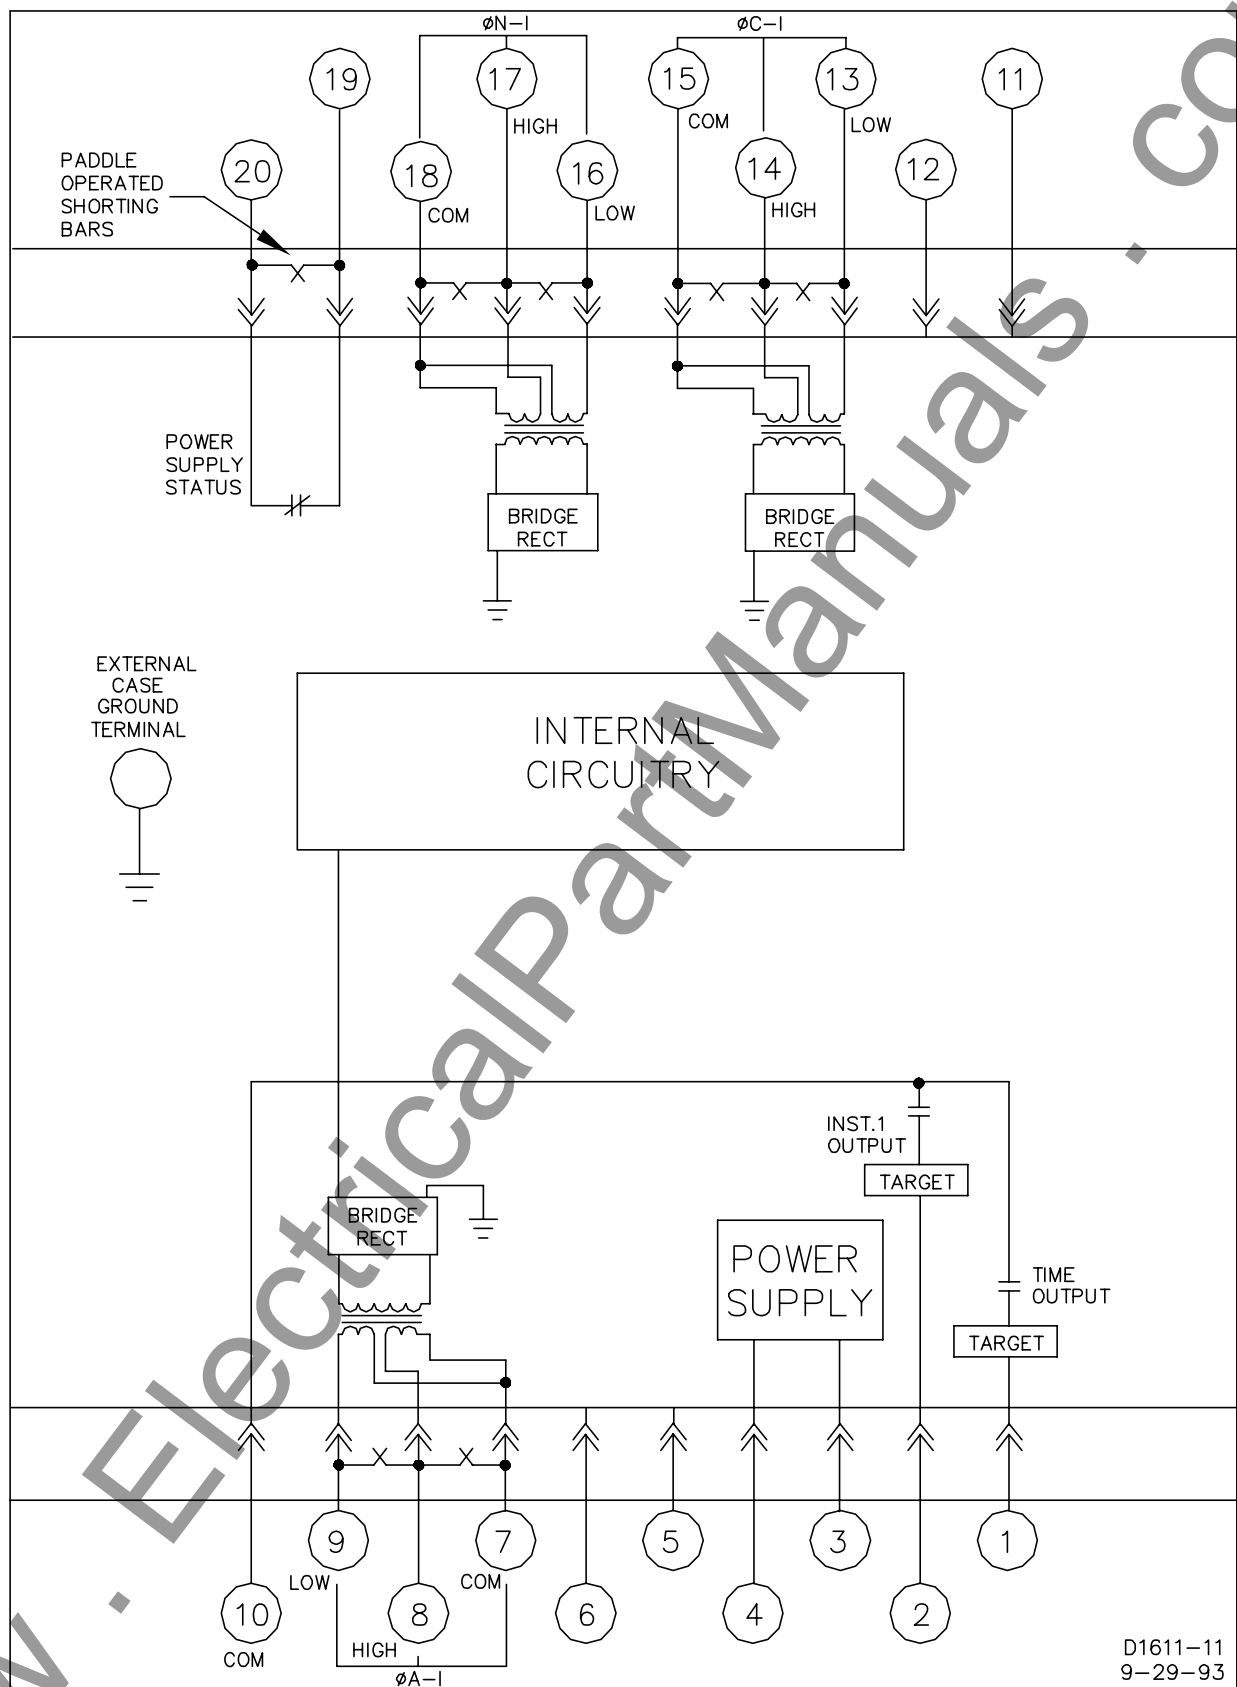 øN-I
øC-I
19
17
15
13
11
HIGH
COM
LOW
PADDLE
OPERATED
SHORTING
BARS
20
18
16
14
12
COM
LOW
HIGH
POWER
SUPPLY
STATUS
BRIDGE
RECT
BRIDGE
RECT
EXTERNAL
CASE
GROUND
TERMINAL
INTERNAL
CIRCUITRY
INST.1
OUTPUT
TARGET
BRIDGE
RECT
POWER
SUPPLY
TIME
OUTPUT
TARGET
9
7
5
3
1
LOW
COM
10
8
6
4
2
COM
HIGH
øA-I
D1611-11
9-29-93
w . ElectricalPartManuals . co